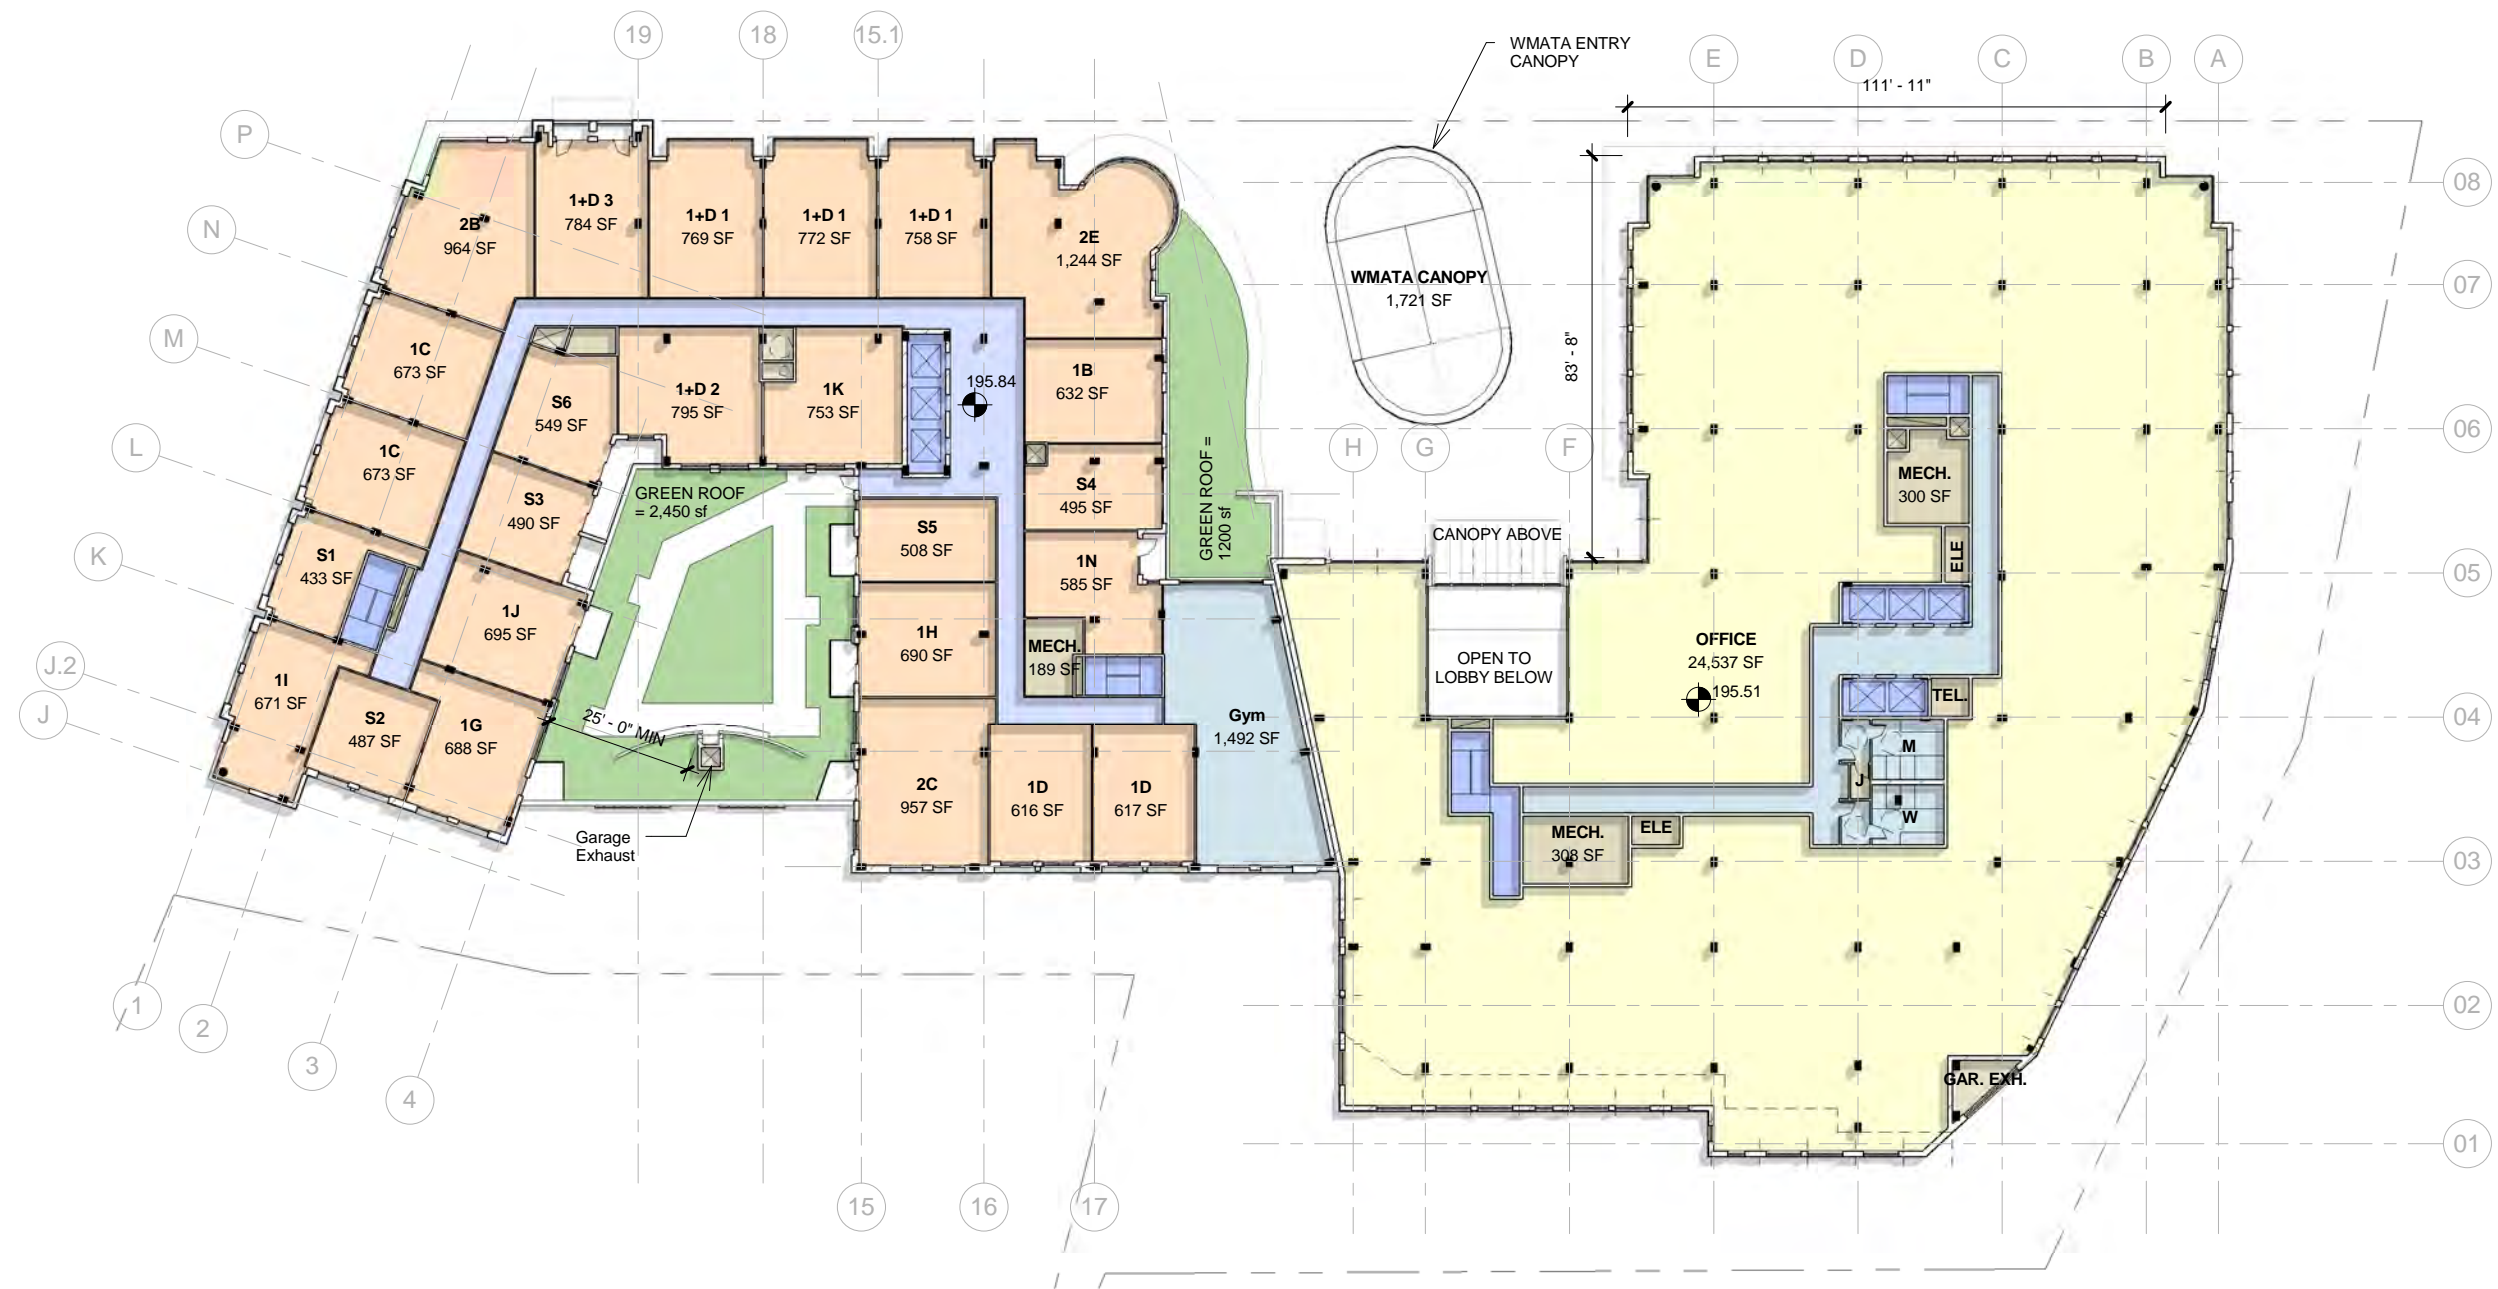 19
18
15.1
WMATA ENTRY
CANOPY
E
D
C
B
A
111' - 11"
P
N
M
L
K
J.2
J
2B
964 SF
1+D 3
784 SF
1+D 1
769 SF
1+D 1
772 SF
1+D 1
758 SF
2E
1,244 SF
WMATA CANOPY
1,721 SF
83' - 8"
08
07
06
05
04
03
02
01
1C
673 SF
1C
673 SF
S6
549 SF
1+D 2
795 SF
1K
753 SF
195.84
1B
632 SF
S3
490 SF
GREEN ROOF
= 2,450 sf
S4
495 SF
GREEN ROOF =
1200 sf
H
G
F
S1
433 SF
S5
508 SF
1N
585 SF
CANOPY ABOVE
MECH.
300 SF
ELE
1J
695 SF
1H
690 SF
MECH.
189 SF
OPEN TO
LOBBY BELOW
OFFICE
24,537 SF
195.51
TEL.
1I
671 SF
S2
487 SF
1G
688 SF
25' - 0" MIN
Gym
1,492 SF
M
J
W
2C
957 SF
1D
616 SF
1D
617 SF
Garage
Exhaust
MECH.
308 SF
ELE
GAR. EXH.
1
2
3
4
15
16
17